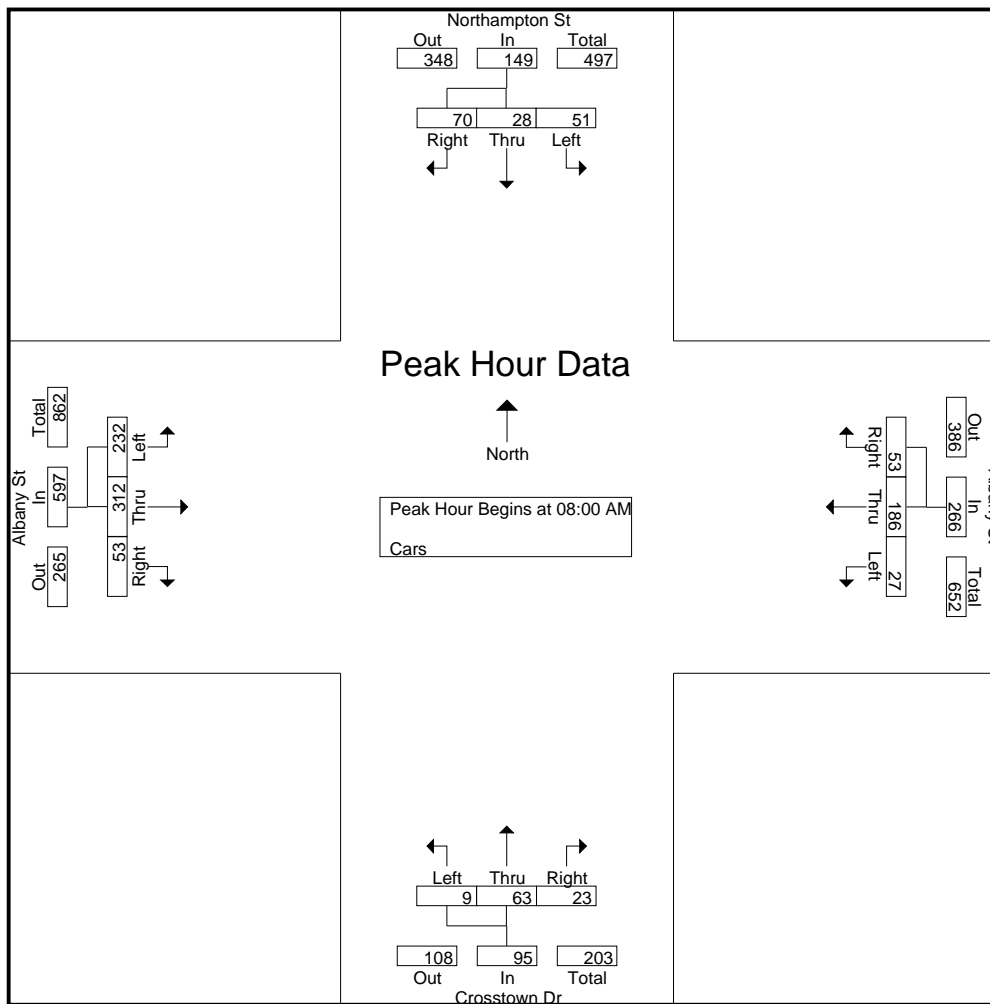 Northampton St
Out In Total
348 149 497
70 28 51
Right Thru Left
Peak Hour Data
North
Peak Hour Begins at 08:00 AM
Cars
Albany St
Total In Out
862 597 265
232 312 53
Left Thru Right
Out In Total
386 266 652
53 186 27
Right Thru Left
Left Thru Right
9 63 23
108 95 203
Out In Total
Crosstown Dr